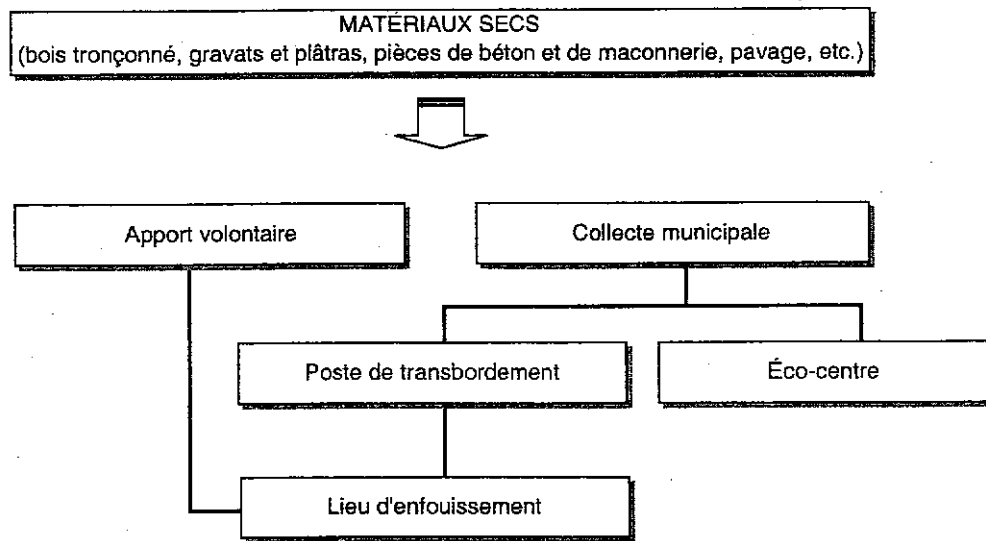 MATÉRIAUX SECS
(bois tronçonné, gravats et plâtras, pièces de béton et de maconnerie, pavage, etc.)
Apport volontaire
Collecte municipale
Poste de transbordement
Éco-centre
Lieu d'enfouissement